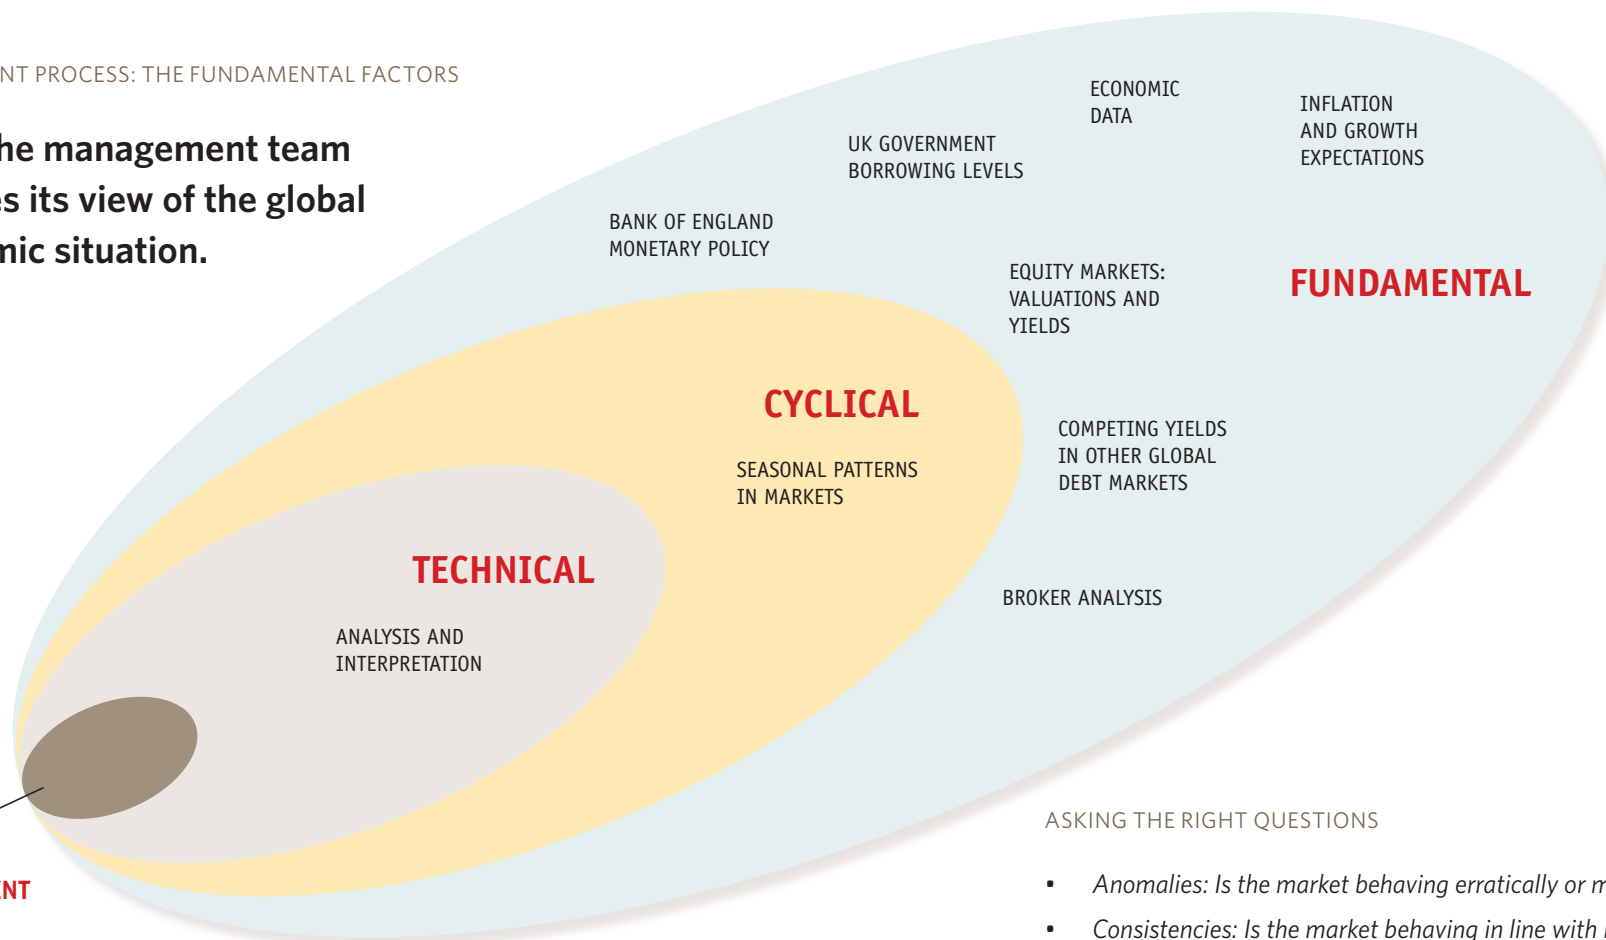 NT PROCESS: THE FUNDAMENTAL FACTORS
he management team
es its view of the global
mic situation.
ECONOMIC
DATA
INFLATION
AND GROWTH
EXPECTATIONS
UK GOVERNMENT
BORROWING LEVELS
BANK OF ENGLAND
MONETARY POLICY
EQUITY MARKETS:
VALUATIONS AND
YIELDS
FUNDAMENTAL
CYCLICAL
SEASONAL PATTERNS
IN MARKETS
COMPETING YIELDS
IN OTHER GLOBAL
DEBT MARKETS
TECHNICAL
ANALYSIS AND
INTERPRETATION
BROKER ANALYSIS
ENT
ASKING THE RIGHT QUESTIONS
• Anomalies: Is the market behaving erratically or m
• Consistencies: Is the market behaving in line with